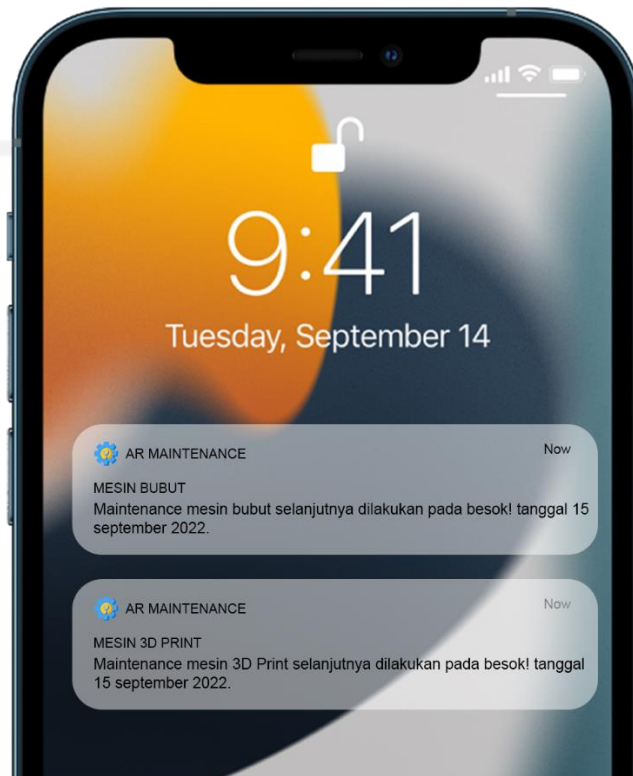 9:41
Tuesday, September 14
AR MAINTENANCE
Now
MESIN BUBUT
Maintenance mesin bubut selanjutnya dilakukan pada besok! tanggal 15
september 2022.
AR MAINTENANCE
Now
MESIN 3D PRINT
Maintenance mesin 3D Print selanjutnya dilakukan pada besok! tanggal
15 september 2022.